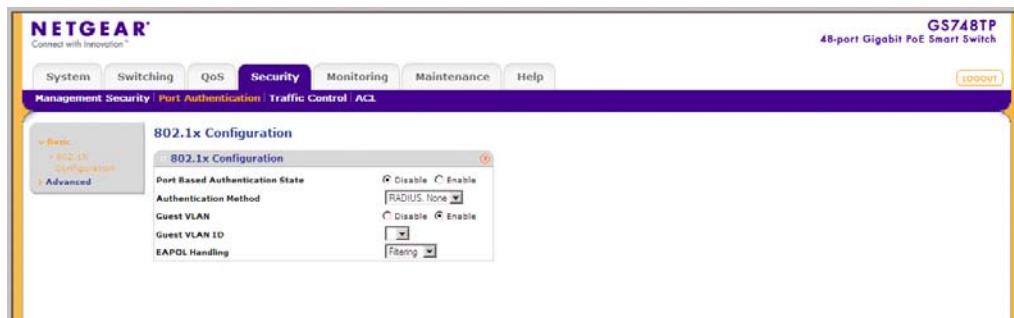 NETGEAR
Connect with Innovation™
GS748TP
48-port Gigabit PoE Smart Switch
System Switching QoS Security Monitoring Maintenance Help
LOGOUT
Management Security Port Authentication Traffic Control ACL
Basic
802.1X Configuration
Advanced
802.1x Configuration
802.1x Configuration
Port Based Authentication State Disable Enable
Authentication Method RADIUS, None
Guest VLAN Disable Enable
Guest VLAN ID
EAPOL Handling Filtering